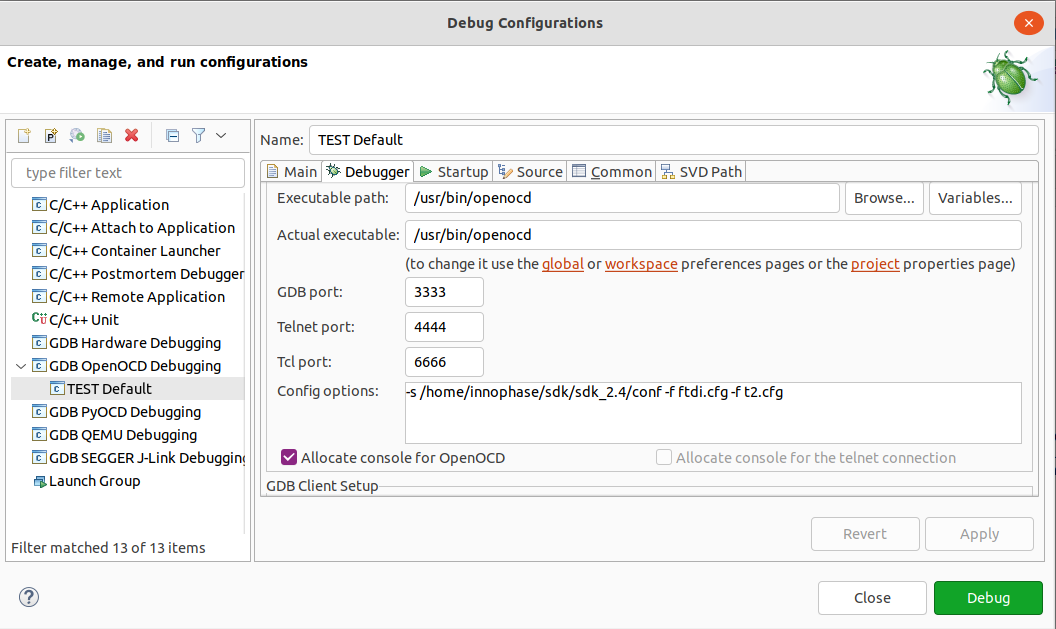 Debug Configurations
Create, manage, and run configurations
type filter text
C/C++ Application
C/C++ Attach to Application
C/C++ Container Launcher
C/C++ Postmortem Debugger
C/C++ Remote Application
C/C++ Unit
GDB Hardware Debugging
GDB OpenOCD Debugging
TEST Default
GDB PyOCD Debugging
GDB QEMU Debugging
GDB SEGGER J-Link Debugging
Launch Group
Filter matched 13 of 13 items
Name: TEST Default
Main Debugger Startup Source Common SVD Path
Executable path: /usr/bin/openocd Browse... Variables...
Actual executable: /usr/bin/openocd
(to change it use the global or workspace preferences pages or the project properties page)
GDB port: 3333
Telnet port: 4444
Tcl port: 6666
Config options: -s /home/innophase/sdk/sdk_2.4/conf -f ftdi.cfg -f t2.cfg
Allocate console for OpenOCD Allocate console for the telnet connection
GDB Client Setup
Revert Apply
? Close Debug